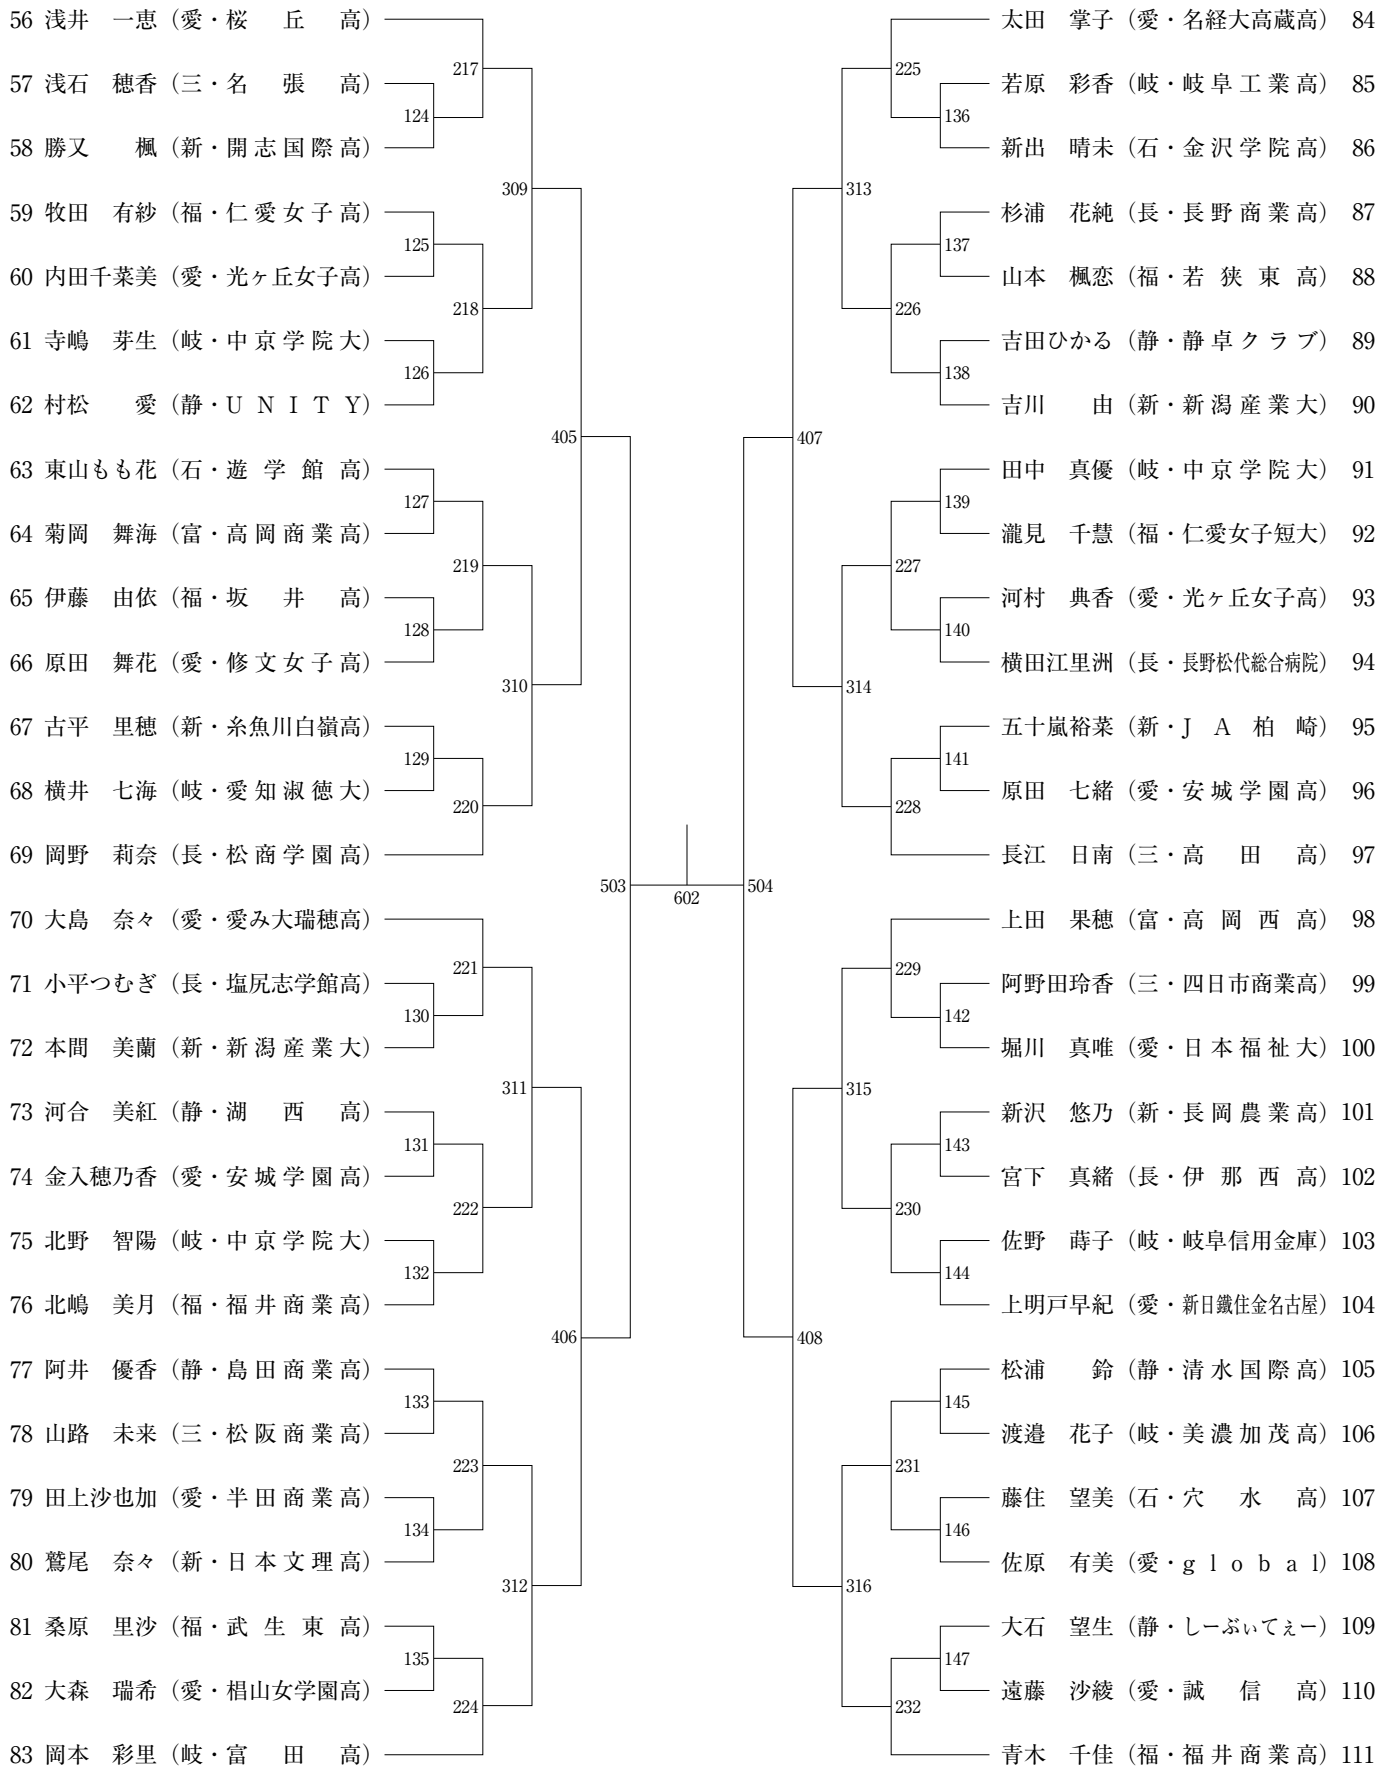 56 浅井　一恵（愛・桜　丘　高）
57 浅石　穂香（三・名　張　高）
58 勝又　　楓（新・開志国際高）
59 牧田　有紗（福・仁愛女子高）
60 内田千菜美（愛・光ヶ丘女子高）
61 寺嶋　芽生（岐・中京学院大）
62 村松　　愛（静・ＵＮＩＴＹ）
63 東山もも花（石・遊学館高）
64 菊岡　舞海（富・高岡商業高）
65 伊藤　由依（福・坂　井　高）
66 原田　舞花（愛・修文女子高）
67 古平　里穂（新・糸魚川白嶺高）
68 横井　七海（岐・愛知淑徳大）
69 岡野　莉奈（長・松商学園高）
70 大島　奈々（愛・愛み大瑞穂高）
71 小平つむぎ（長・塩尻志学館高）
72 本間　美蘭（新・新潟産業大）
73 河合　美紅（静・湖　西　高）
74 金入穂乃香（愛・安城学園高）
75 北野　智陽（岐・中京学院大）
76 北嶋　美月（福・福井商業高）
77 阿井　優香（静・島田商業高）
78 山路　未来（三・松阪商業高）
79 田上沙也加（愛・半田商業高）
80 鷲尾　奈々（新・日本文理高）
81 桑原　里沙（福・武生東高）
82 大森　瑞希（愛・椙山女学園高）
83 岡本　彩里（岐・富　田　高）
217
124
309
125
218
126
405
127
219
128
310
129
220
503
221
130
311
131
222
132
406
133
223
134
312
135
224
602
504
225
136
313
137
226
138
407
139
227
140
314
141
228
229
142
315
143
230
144
408
145
231
146
316
147
232
太田　掌子（愛・名経大高蔵高） 84
若原　彩香（岐・岐阜工業高） 85
新出　晴未（石・金沢学院高） 86
杉浦　花純（長・長野商業高） 87
山本　楓恋（福・若狭東高） 88
吉田ひかる（静・静卓クラブ） 89
吉川　　由（新・新潟産業大） 90
田中　真優（岐・中京学院大） 91
瀧見　千慧（福・仁愛女子短大） 92
河村　典香（愛・光ヶ丘女子高） 93
横田江里洲（長・長野松代総合病院） 94
五十嵐裕菜（新・ＪＡ柏崎） 95
原田　七緒（愛・安城学園高） 96
長江　日南（三・高　田　高） 97
上田　果穂（富・高岡西高） 98
阿野田玲香（三・四日市商業高） 99
堀川　真唯（愛・日本福祉大） 100
新沢　悠乃（新・長岡農業高） 101
宮下　真緒（長・伊那西高） 102
佐野　蒔子（岐・岐阜信用金庫） 103
上明戸早紀（愛・新日鐵住金名古屋） 104
松浦　　鈴（静・清水国際高） 105
渡邉　花子（岐・美濃加茂高） 106
藤住　望美（石・穴　水　高） 107
佐原　有美（愛・ｇｌｏｂａｌ） 108
大石　望生（静・しーぶぃてぇー） 109
遠藤　沙綾（愛・誠　信　高） 110
青木　千佳（福・福井商業高） 111